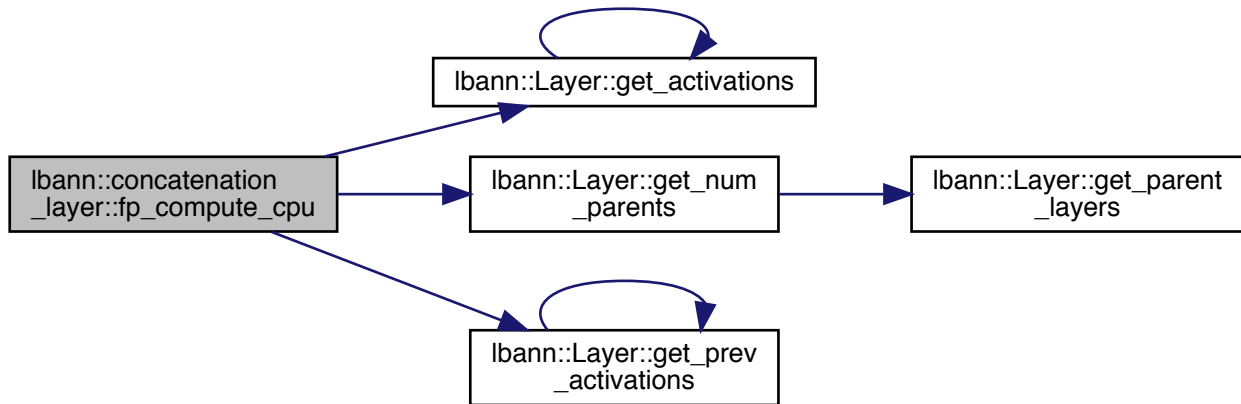 lbann::Layer::get_activations
lbann::concatenation
_layer::fp_compute_cpu
lbann::Layer::get_num
_parents
lbann::Layer::get_parent
_layers
lbann::Layer::get_prev
_activations